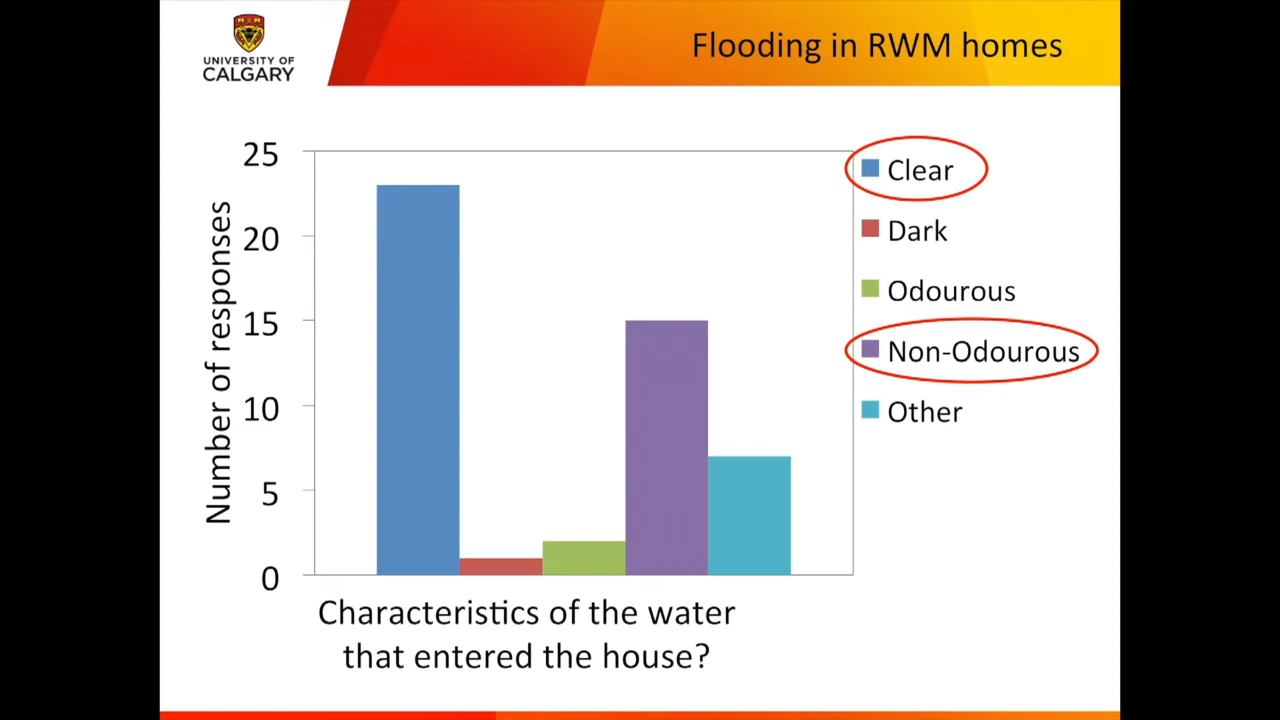 UNIVERSITY OF
CALGARY
Flooding in RWM homes
25
20
15
10
5
0
Number of responses
Clear
Dark
Odourous
Non-Odourous
Other
Characteristics of the water
that entered the house?